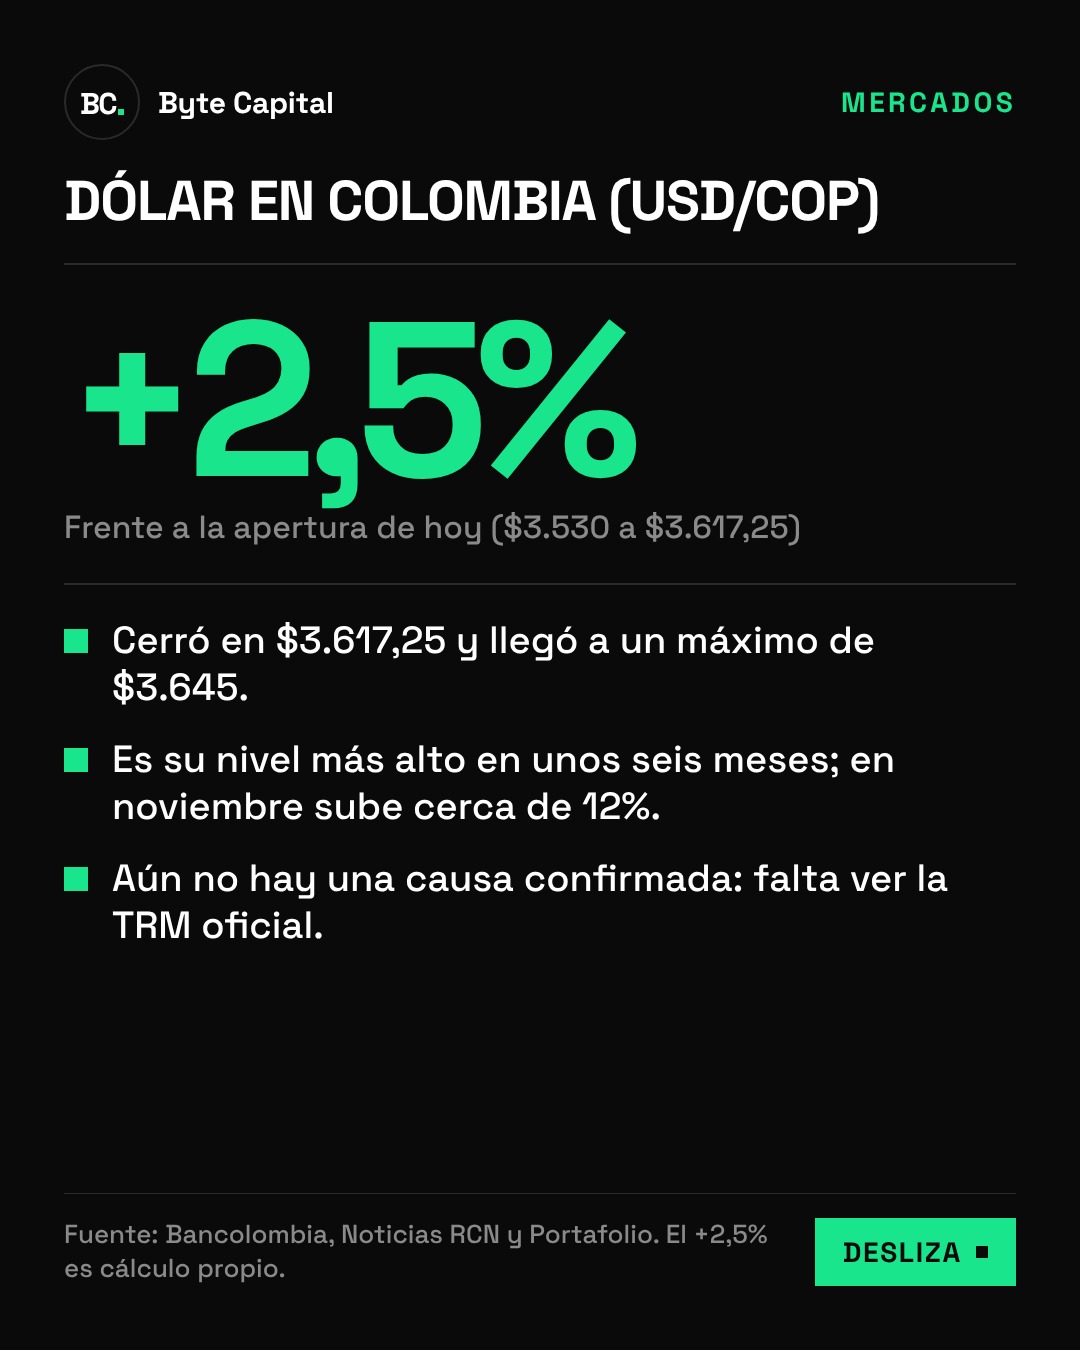 BC.
Byte Capital
MERCADOS
DÓLAR EN COLOMBIA (USD/COP)
+2,5%
Frente a la apertura de hoy ($3.530 a $3.617,25)
Cerró en $3.617,25 y llegó a un máximo de
$3.645.
Es su nivel más alto en unos seis meses; en
noviembre sube cerca de 12%.
Aún no hay una causa confirmada: falta ver la
TRM oficial.
Fuente: Bancolombia, Noticias RCN y Portafolio. El +2,5%
es cálculo propio.
DESLIZA